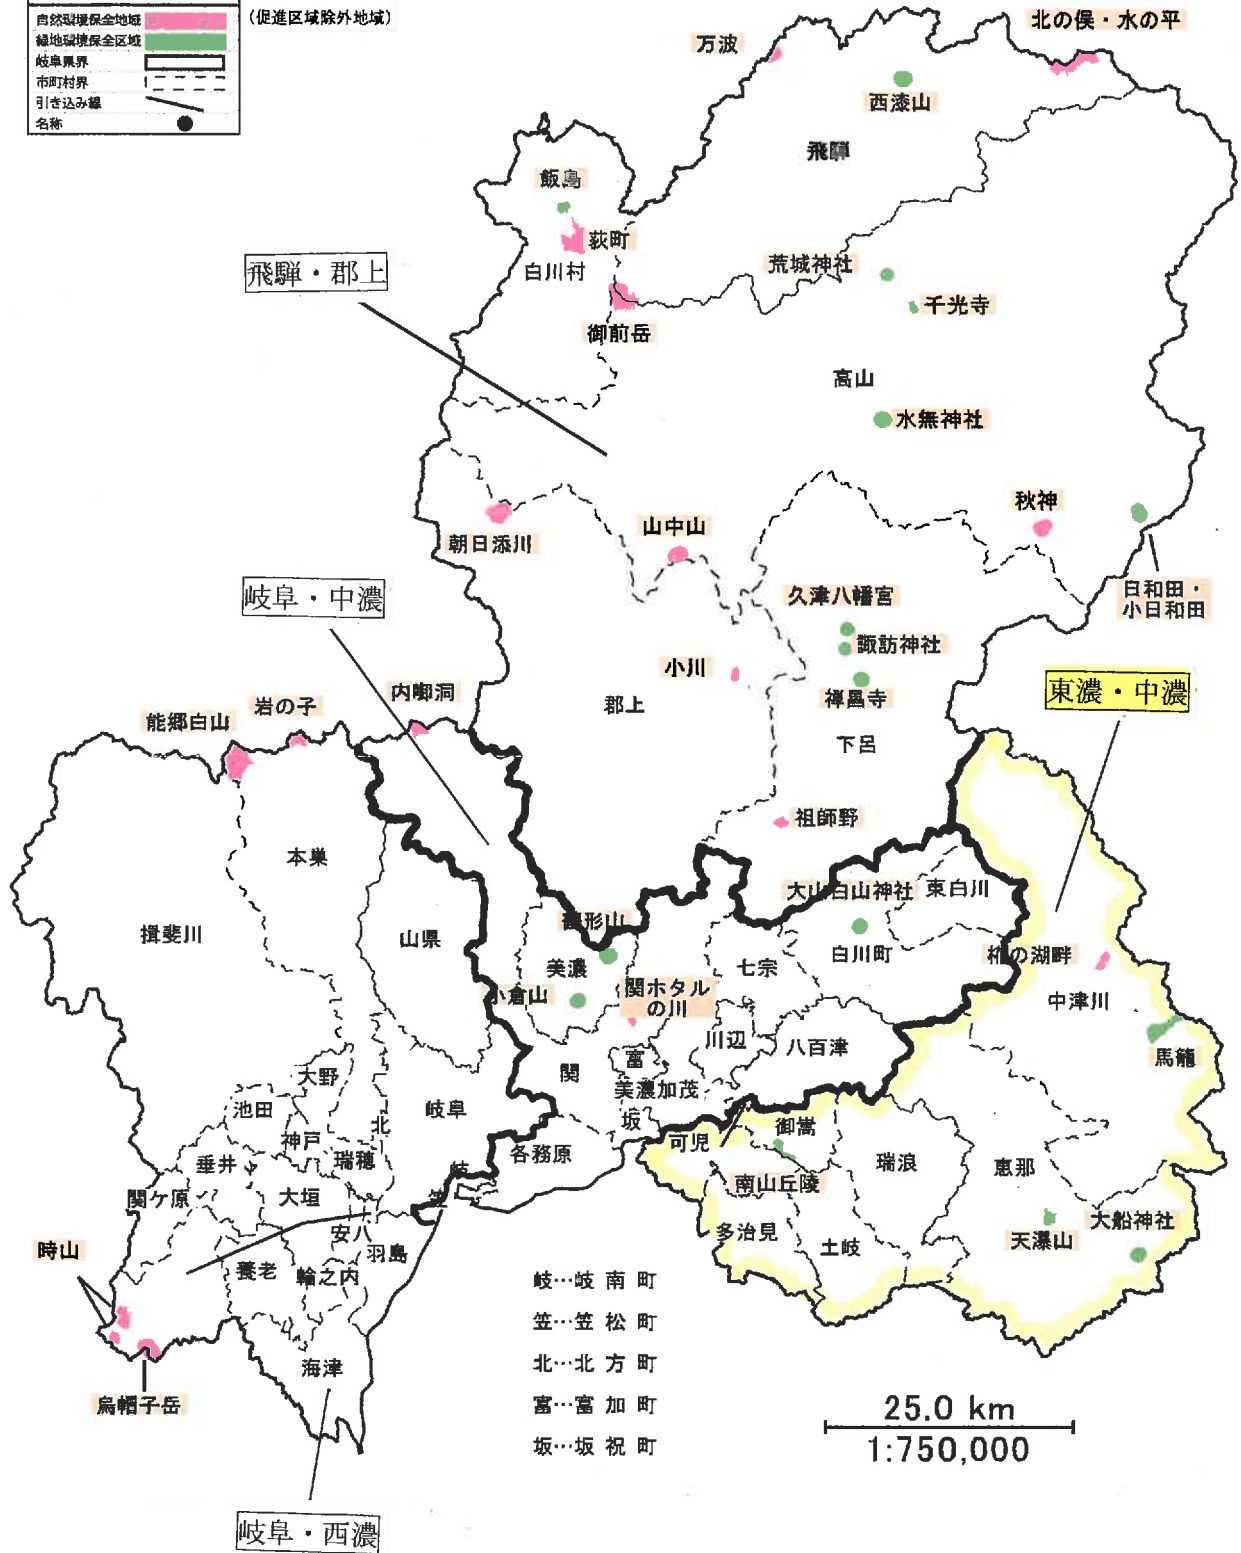 自然環境保全地域
(促進区域除外地域)
緑地環境保全区域
岐阜県界
市町村界
引き込み線
名称
北の俣・水の平
万波
西漆山
飛騨
飯島
荻町
白川村
荒城神社
飛騨・郡上
千光寺
御前岳
高山
水無神社
秋神
山中山
朝日添川
日和田・
小日和田
久津八幡宮
岐阜・中濃
諏訪神社
小川
東濃・中濃
禅昌寺
内唧洞
岩の子
郡上
能郷白山
下呂
祖師野
本巣
大山白山神社
東白川
鶴形山
揖斐川
山県
白川町
椛の湖畔
美濃
七宗
小倉山
関ホタル
の川
中津川
川辺
八百津
馬籠
富
関
大野
美濃加茂
池田
岐阜
北
坂
御嵩
神戸
可児
各務原
瑞穂
垂井
岐
瑞浪
恵那
南山丘陵
関ケ原
大垣
笠
大船神社
安八
多治見
天瀑山
羽島
土岐
時山
養老
輪之内
岐…岐南町
笠…笠松町
北…北方町
海津
富…富加町
烏帽子岳
坂…坂祝町
25.0 km
1:750,000
岐阜・西濃